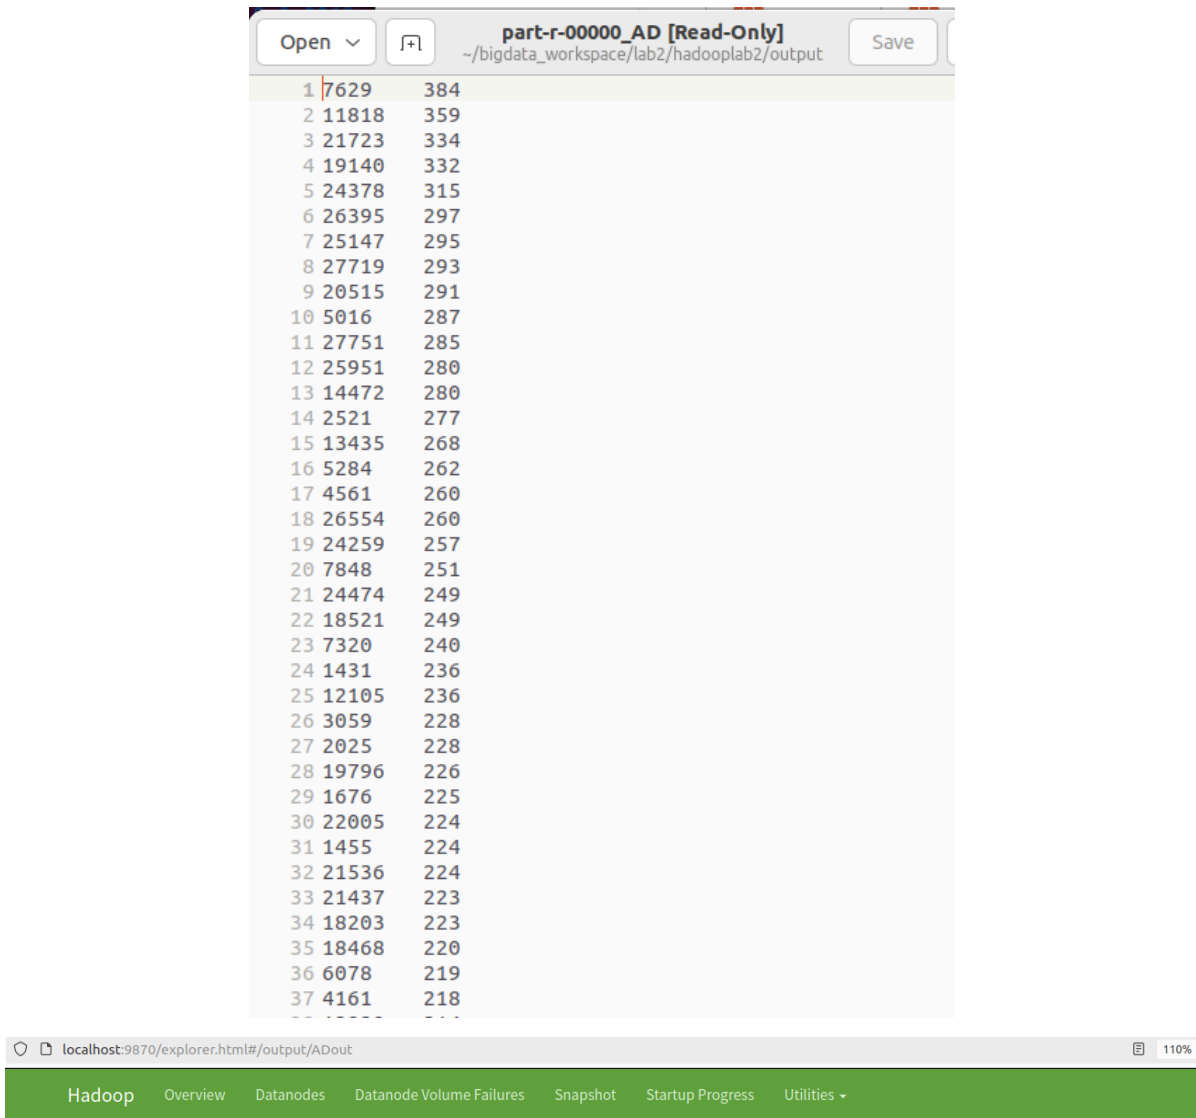 Open part-r-00000_AD [Read-Only] Save
~/bigdata_workspace/lab2/hadooplab2/output
1 7629 384
2 11818 359
3 21723 334
4 19140 332
5 24378 315
6 26395 297
7 25147 295
8 27719 293
9 20515 291
10 5016 287
11 27751 285
12 25951 280
13 14472 280
14 2521 277
15 13435 268
16 5284 262
17 4561 260
18 26554 260
19 24259 257
20 7848 251
21 24474 249
22 18521 249
23 7320 240
24 1431 236
25 12105 236
26 3059 228
27 2025 228
28 19796 226
29 1676 225
30 22005 224
31 1455 224
32 21536 224
33 21437 223
34 18203 223
35 18468 220
36 6078 219
37 4161 218
localhost:9870/explorer.html#/output/ADout 110%
Hadoop Overview Datanodes Datanode Volume Failures Snapshot Startup Progress Utilities